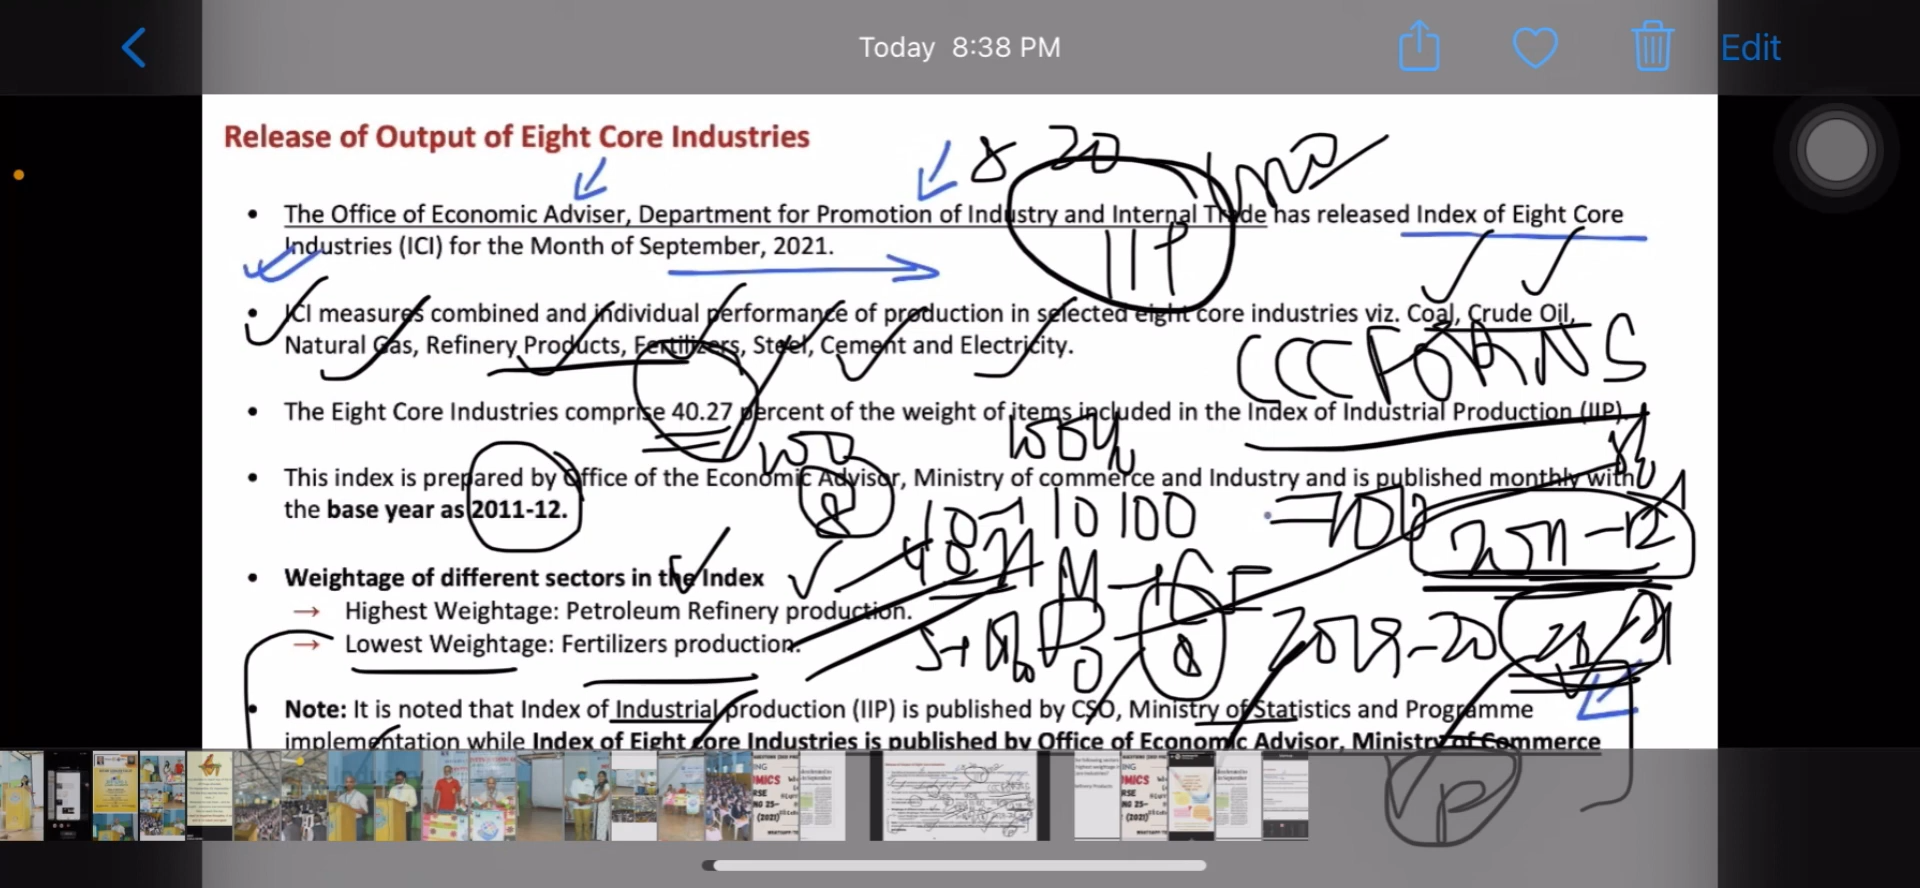 Today 8:38 PM
Edit
Release of Output of Eight Core Industries
8 20
IIP
• The Office of Economic Adviser, Department for Promotion of Industry and Internal Trade has released Index of Eight Core
Industries (ICI) for the Month of September, 2021.
• ICI measures combined and individual performance of production in selected eight core industries viz. Coal, Crude Oil,
Natural Gas, Refinery Products, Fertilizers, Steel, Cement and Electricity.
• The Eight Core Industries comprise 40.27 percent of the weight of items included in the Index of Industrial Production (IIP).
• This index is prepared by Office of the Economic Advisor, Ministry of commerce and Industry and is published monthly with
the base year as 2011-12.
8
110 100
2011-12
• Weightage of different sectors in the Index
→ Highest Weightage: Petroleum Refinery production.
→ Lowest Weightage: Fertilizers production.
8
2019-20
• Note: It is noted that Index of Industrial production (IIP) is published by CSO, Ministry of Statistics and Programme
implementation while Index of Eight core Industries is published by Office of Economic Advisor, Ministry of Commerce